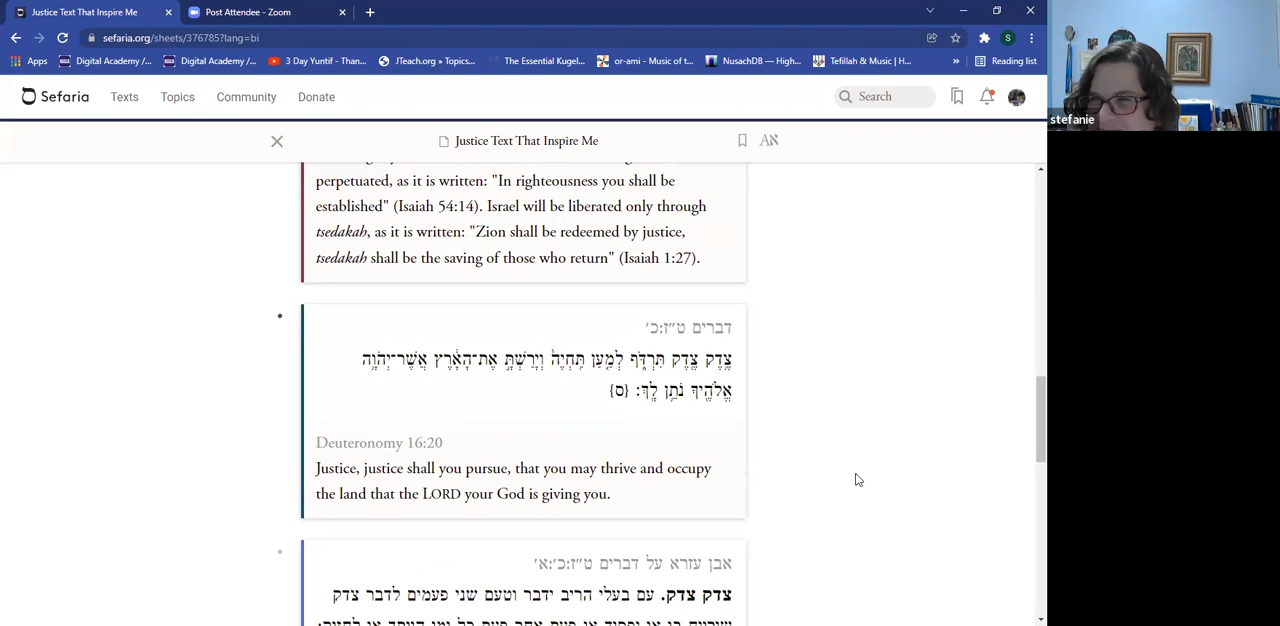 Justice Text That Inspire Me
Post Attendee - Zoom
sefaria.org/sheets/376785?lang=bi
Apps
Digital Academy /...
Digital Academy /...
3 Day Yuntif - Than...
JTeach.org » Topics...
The Essential Kugel...
or-ami - Music of t...
NusachDB — High...
Tefillah & Music | H...
»
Reading list
Sefaria
Texts
Topics
Community
Donate
Search
stefanie
Justice Text That Inspire Me
אA
perpetuated, as it is written: "In righteousness you shall be
established" (Isaiah 54:14). Israel will be liberated only through
tsedakah, as it is written: "Zion shall be redeemed by justice,
tsedakah shall be the saving of those who return" (Isaiah 1:27).
דברים ט״ז:כ׳
צֶ֥דֶק צֶ֖דֶק תִּרְדֹּ֑ף לְמַ֤עַן תִּֽחְיֶה֙ וְיָרַשְׁתָּ֣ אֶת־הָאָ֔רֶץ אֲשֶׁר־יְהֹוָ֥ה
אֱלֹהֶ֖יךָ נֹתֵ֥ן לָֽךְ׃ {ס}
Deuteronomy 16:20
Justice, justice shall you pursue, that you may thrive and occupy
the land that the LORD your God is giving you.
אבן עזרא על דברים ט״ז:כ׳:א׳
צדק צדק. עם בעלי הריב ידבר וטעם שני פעמים לדבר צדק